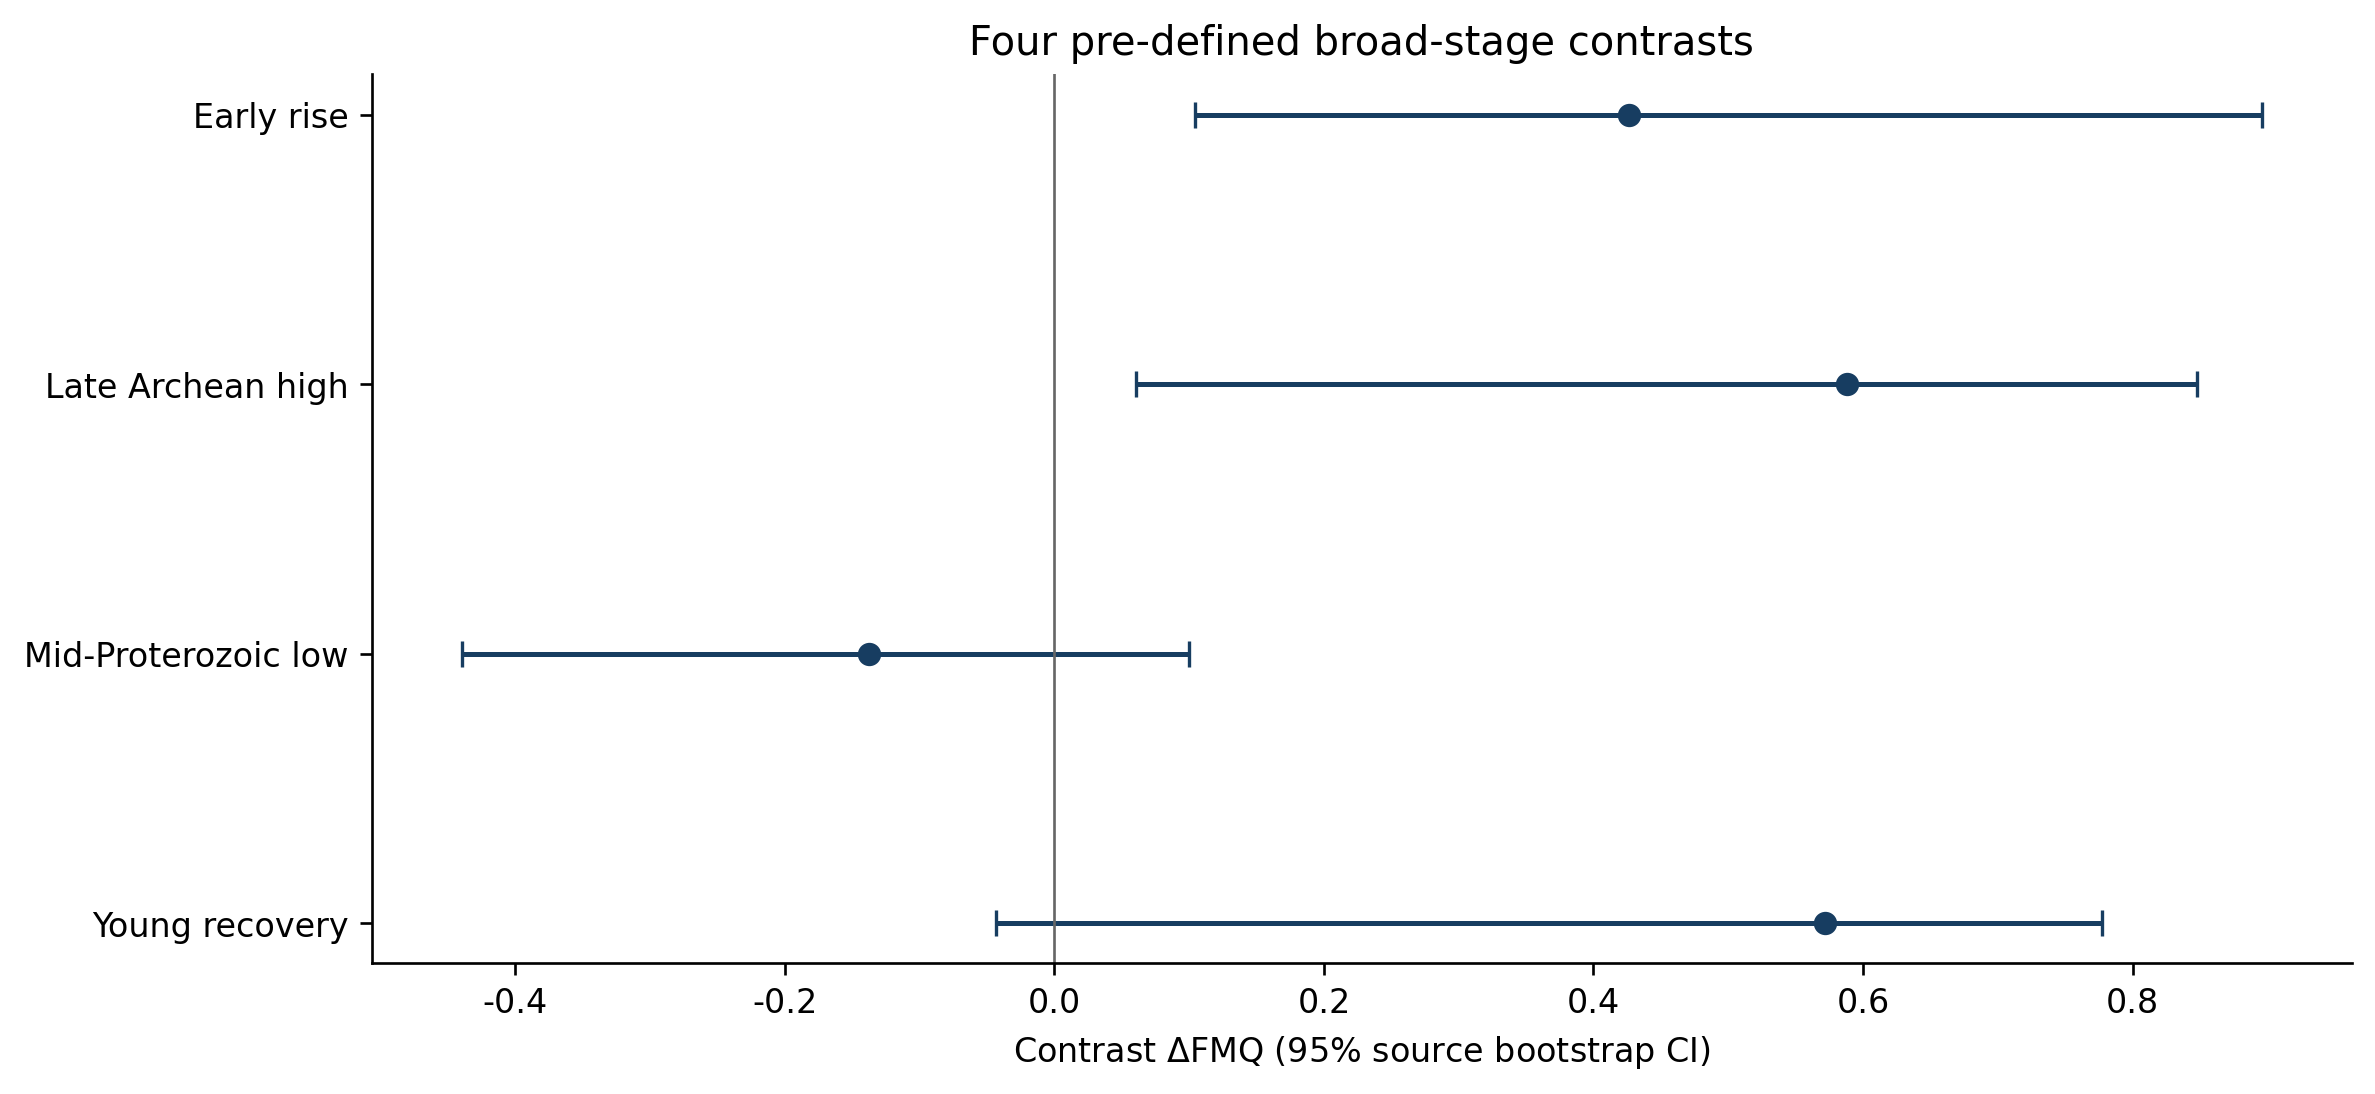 Four pre-defined broad-stage contrasts
Early rise
Late Archean high
Mid-Proterozoic low
Young recovery
-0.4 -0.2 0.0 0.2 0.4 0.6 0.8
Contrast ΔFMQ (95% source bootstrap CI)